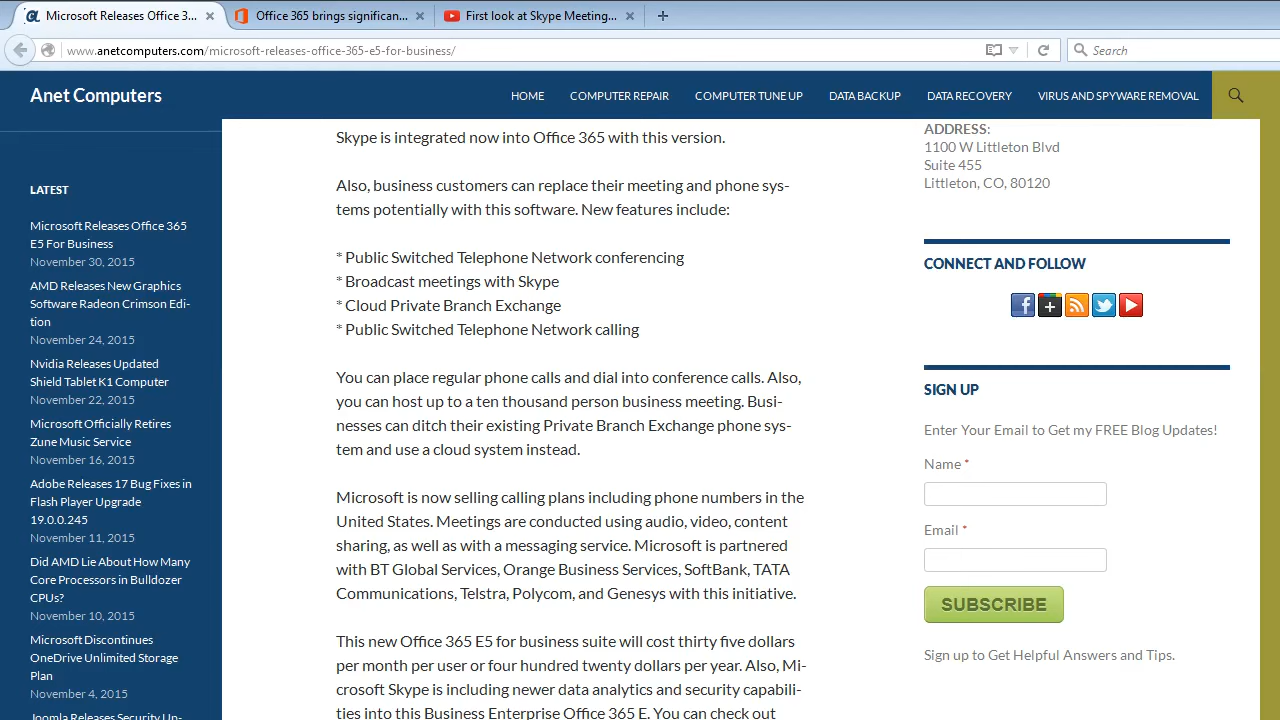 Microsoft Releases Office 3...
Office 365 brings significan...
First look at Skype Meeting...
www.anetcomputers.com/microsoft-releases-office-365-e5-for-business/
Search
Anet Computers
HOME
COMPUTER REPAIR
COMPUTER TUNE UP
DATA BACKUP
DATA RECOVERY
VIRUS AND SPYWARE REMOVAL
LATEST
Microsoft Releases Office 365
E5 For Business
November 30, 2015
AMD Releases New Graphics
Software Radeon Crimson Edi-
tion
November 24, 2015
Nvidia Releases Updated
Shield Tablet K1 Computer
November 22, 2015
Microsoft Officially Retires
Zune Music Service
November 16, 2015
Adobe Releases 17 Bug Fixes in
Flash Player Upgrade
19.0.0.245
November 11, 2015
Did AMD Lie About How Many
Core Processors in Bulldozer
CPUs?
November 10, 2015
Microsoft Discontinues
OneDrive Unlimited Storage
Plan
November 4, 2015
Joomla Releases Security Up-
Skype is integrated now into Office 365 with this version.
Also, business customers can replace their meeting and phone sys-
tems potentially with this software. New features include:
* Public Switched Telephone Network conferencing
* Broadcast meetings with Skype
* Cloud Private Branch Exchange
* Public Switched Telephone Network calling
You can place regular phone calls and dial into conference calls. Also,
you can host up to a ten thousand person business meeting. Busi-
nesses can ditch their existing Private Branch Exchange phone sys-
tem and use a cloud system instead.
Microsoft is now selling calling plans including phone numbers in the
United States. Meetings are conducted using audio, video, content
sharing, as well as with a messaging service. Microsoft is partnered
with BT Global Services, Orange Business Services, SoftBank, TATA
Communications, Telstra, Polycom, and Genesys with this initiative.
This new Office 365 E5 for business suite will cost thirty five dollars
per month per user or four hundred twenty dollars per year. Also, Mi-
crosoft Skype is including newer data analytics and security capabili-
ties into this Business Enterprise Office 365 E. You can check out
ADDRESS:
1100 W Littleton Blvd
Suite 455
Littleton, CO, 80120
CONNECT AND FOLLOW
SIGN UP
Enter Your Email to Get my FREE Blog Updates!
Name *
Email *
SUBSCRIBE
Sign up to Get Helpful Answers and Tips.